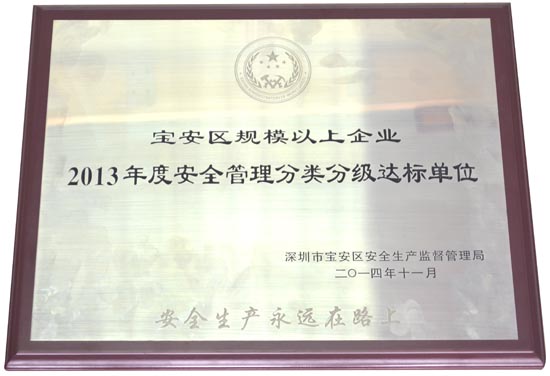 宝安区规模以上企业
2013年度安全管理分类分级达标单位
深圳市宝安区安全生产监督管理局
二〇一四年十一月
安全生产永远在路上